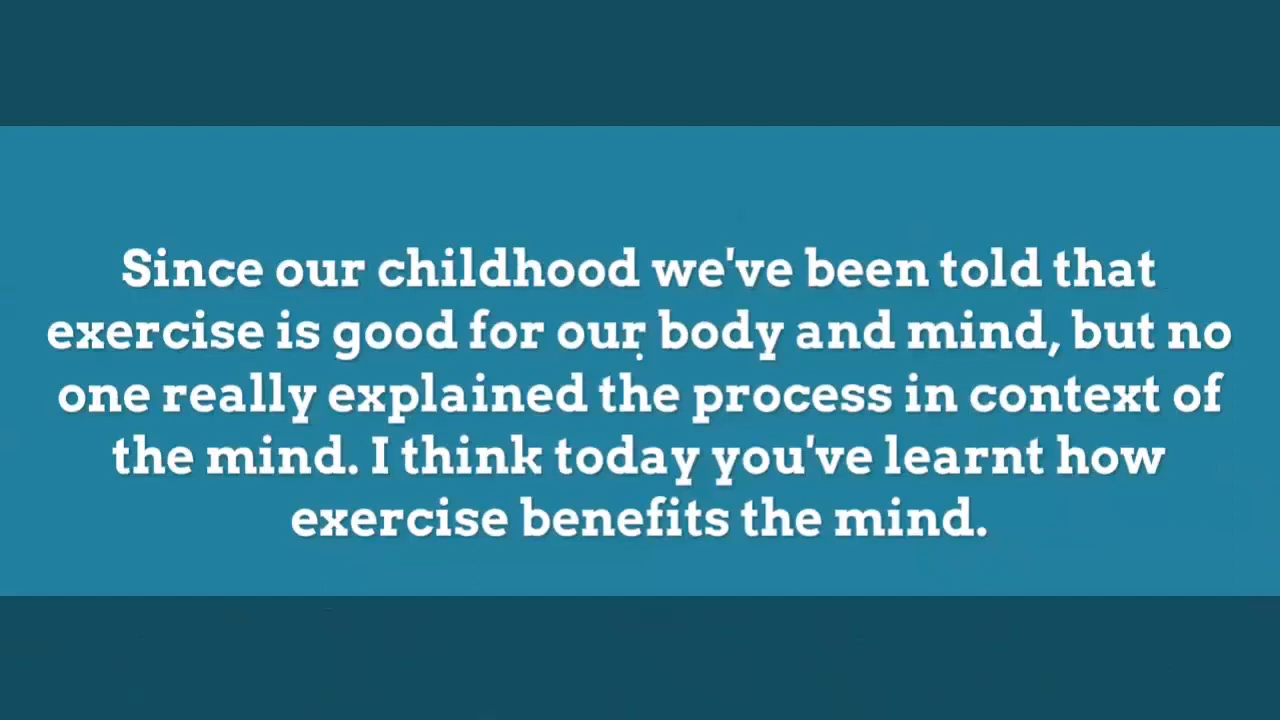 Since our childhood we've been told that
exercise is good for our body and mind, but no
one really explained the process in context of
the mind. I think today you've learnt how
exercise benefits the mind.